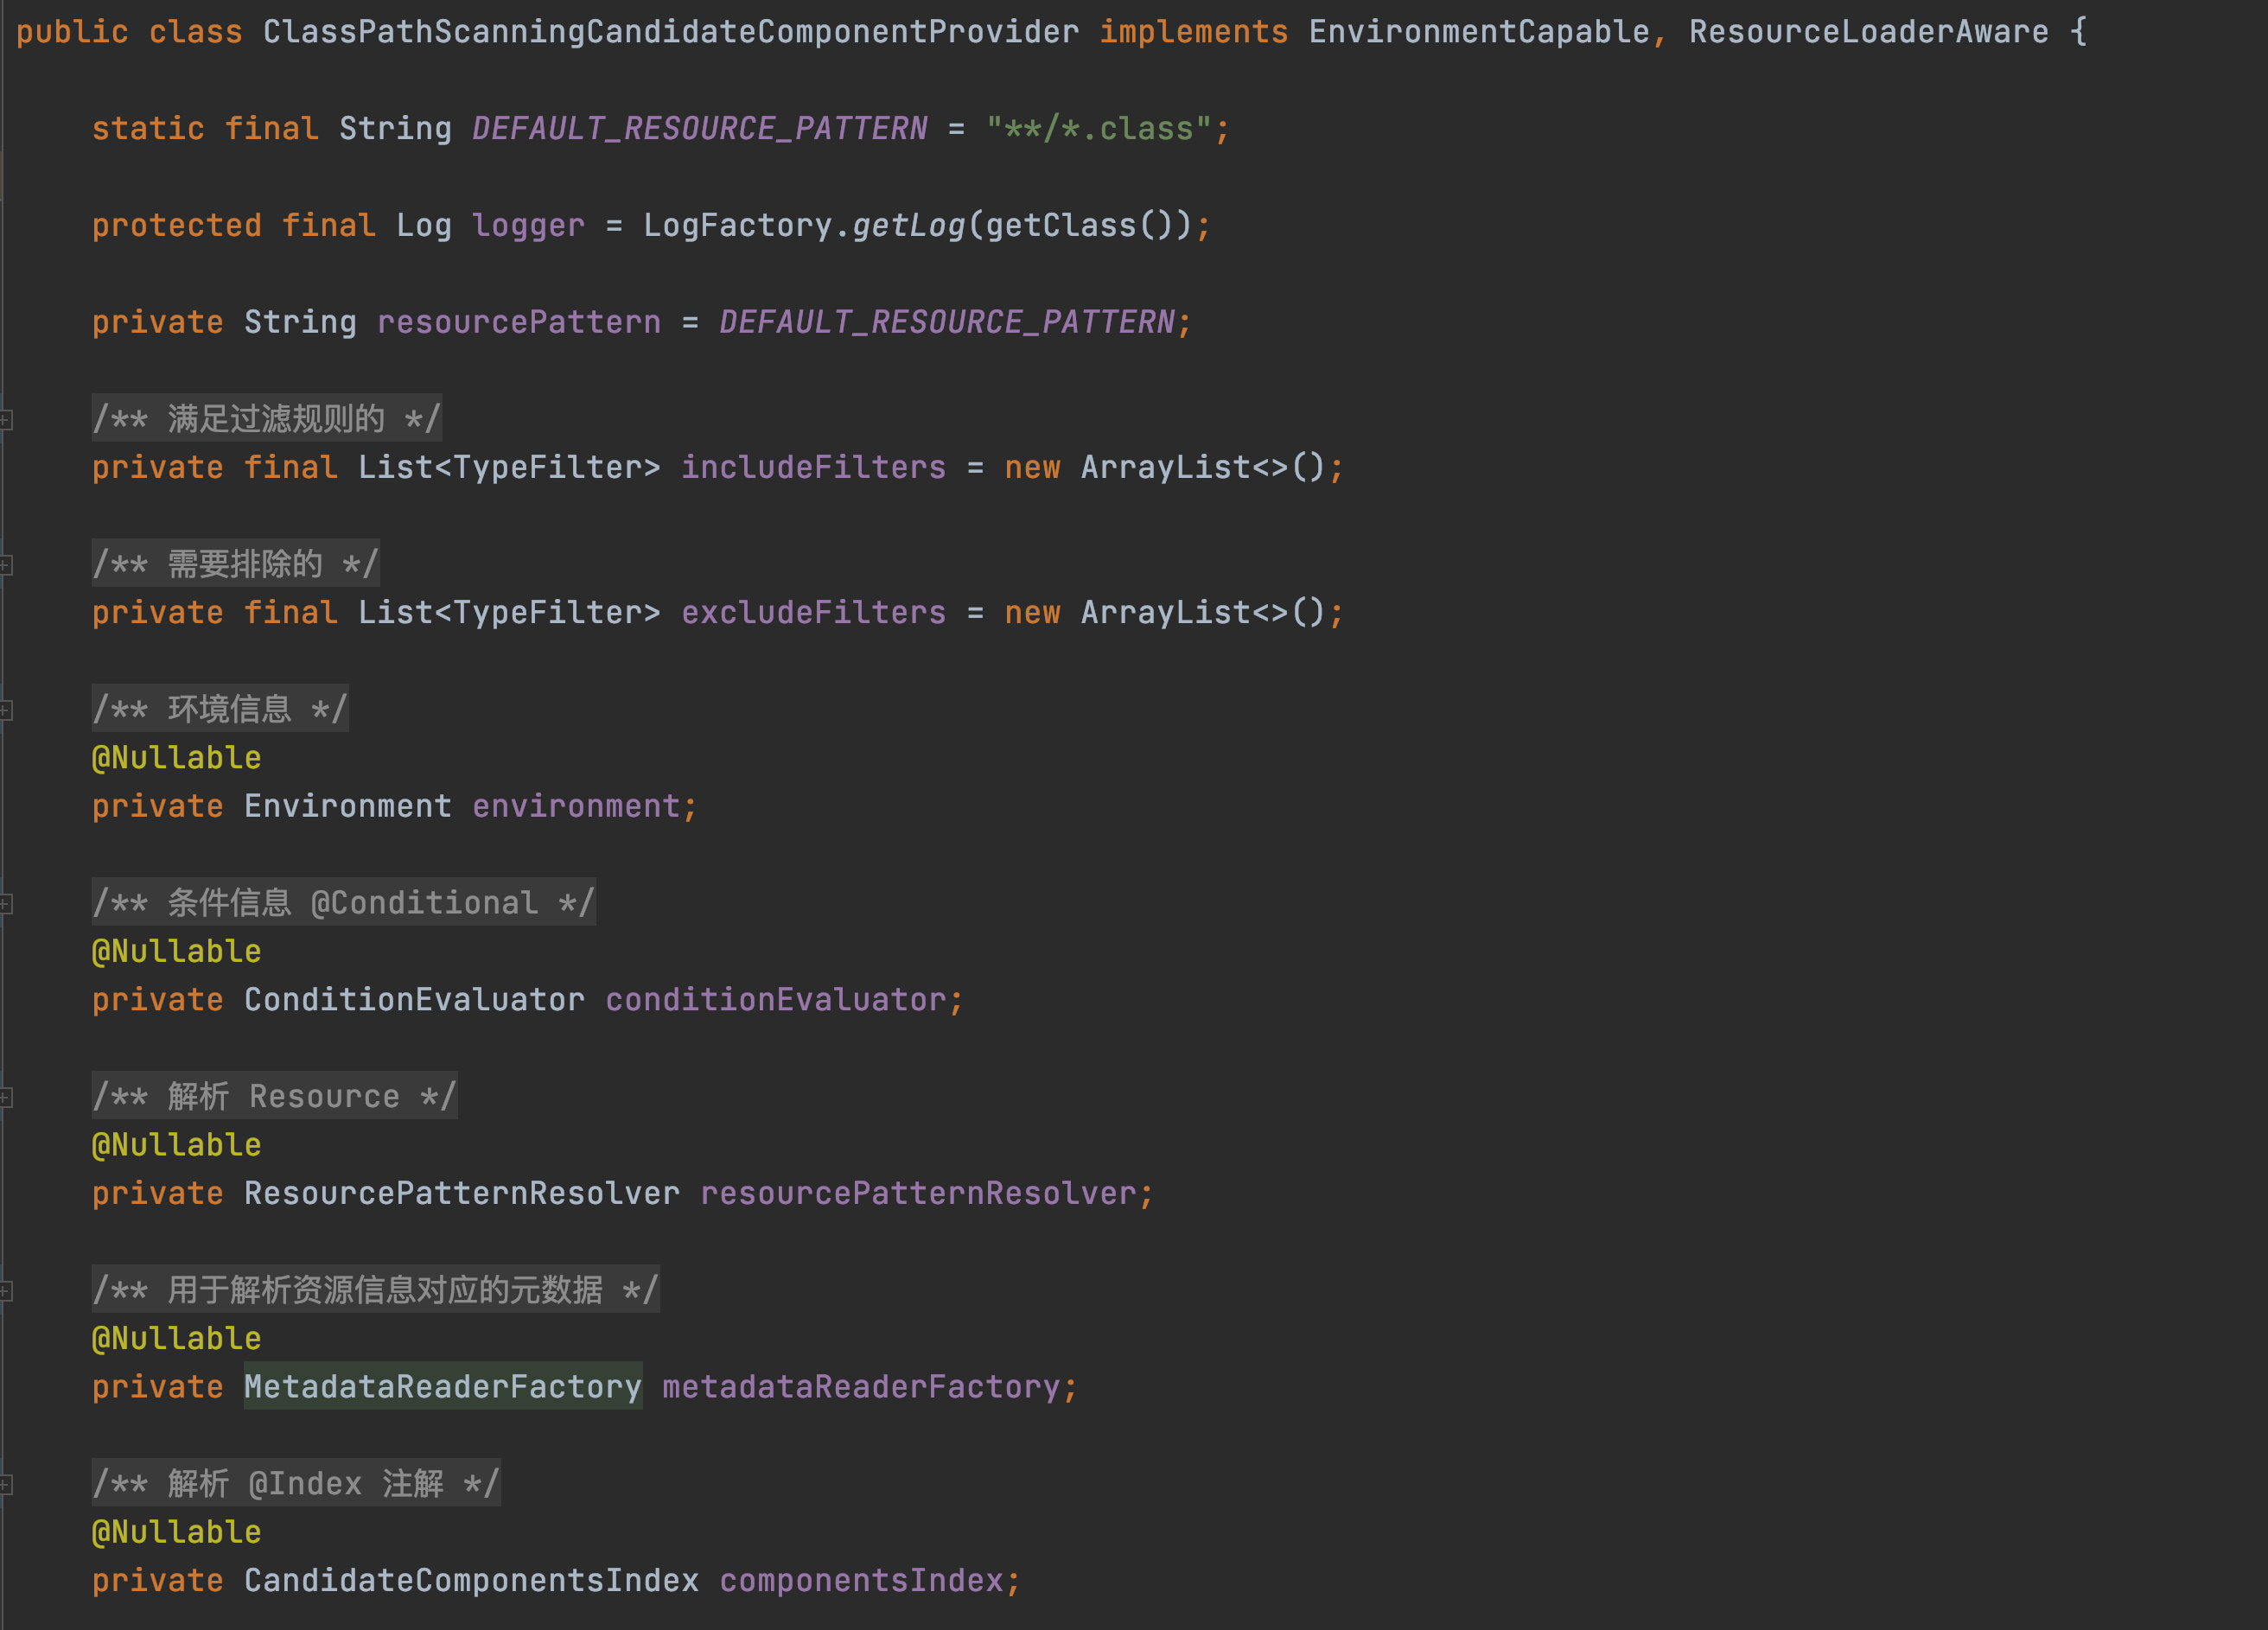 public class ClassPathScanningCandidateComponentProvider implements EnvironmentCapable, ResourceLoaderAware {
static final String DEFAULT_RESOURCE_PATTERN = "**/*.class";
protected final Log logger = LogFactory.getLog(getClass());
private String resourcePattern = DEFAULT_RESOURCE_PATTERN;
/** 满足过滤规则的 */
private final List<TypeFilter> includeFilters = new ArrayList<>();
/** 需要排除的 */
private final List<TypeFilter> excludeFilters = new ArrayList<>();
/** 环境信息 */
@Nullable
private Environment environment;
/** 条件信息 @Conditional */
@Nullable
private ConditionEvaluator conditionEvaluator;
/** 解析 Resource */
@Nullable
private ResourcePatternResolver resourcePatternResolver;
/** 用于解析资源信息对应的元数据 */
@Nullable
private MetadataReaderFactory metadataReaderFactory;
/** 解析 @Index 注解 */
@Nullable
private CandidateComponentsIndex componentsIndex;